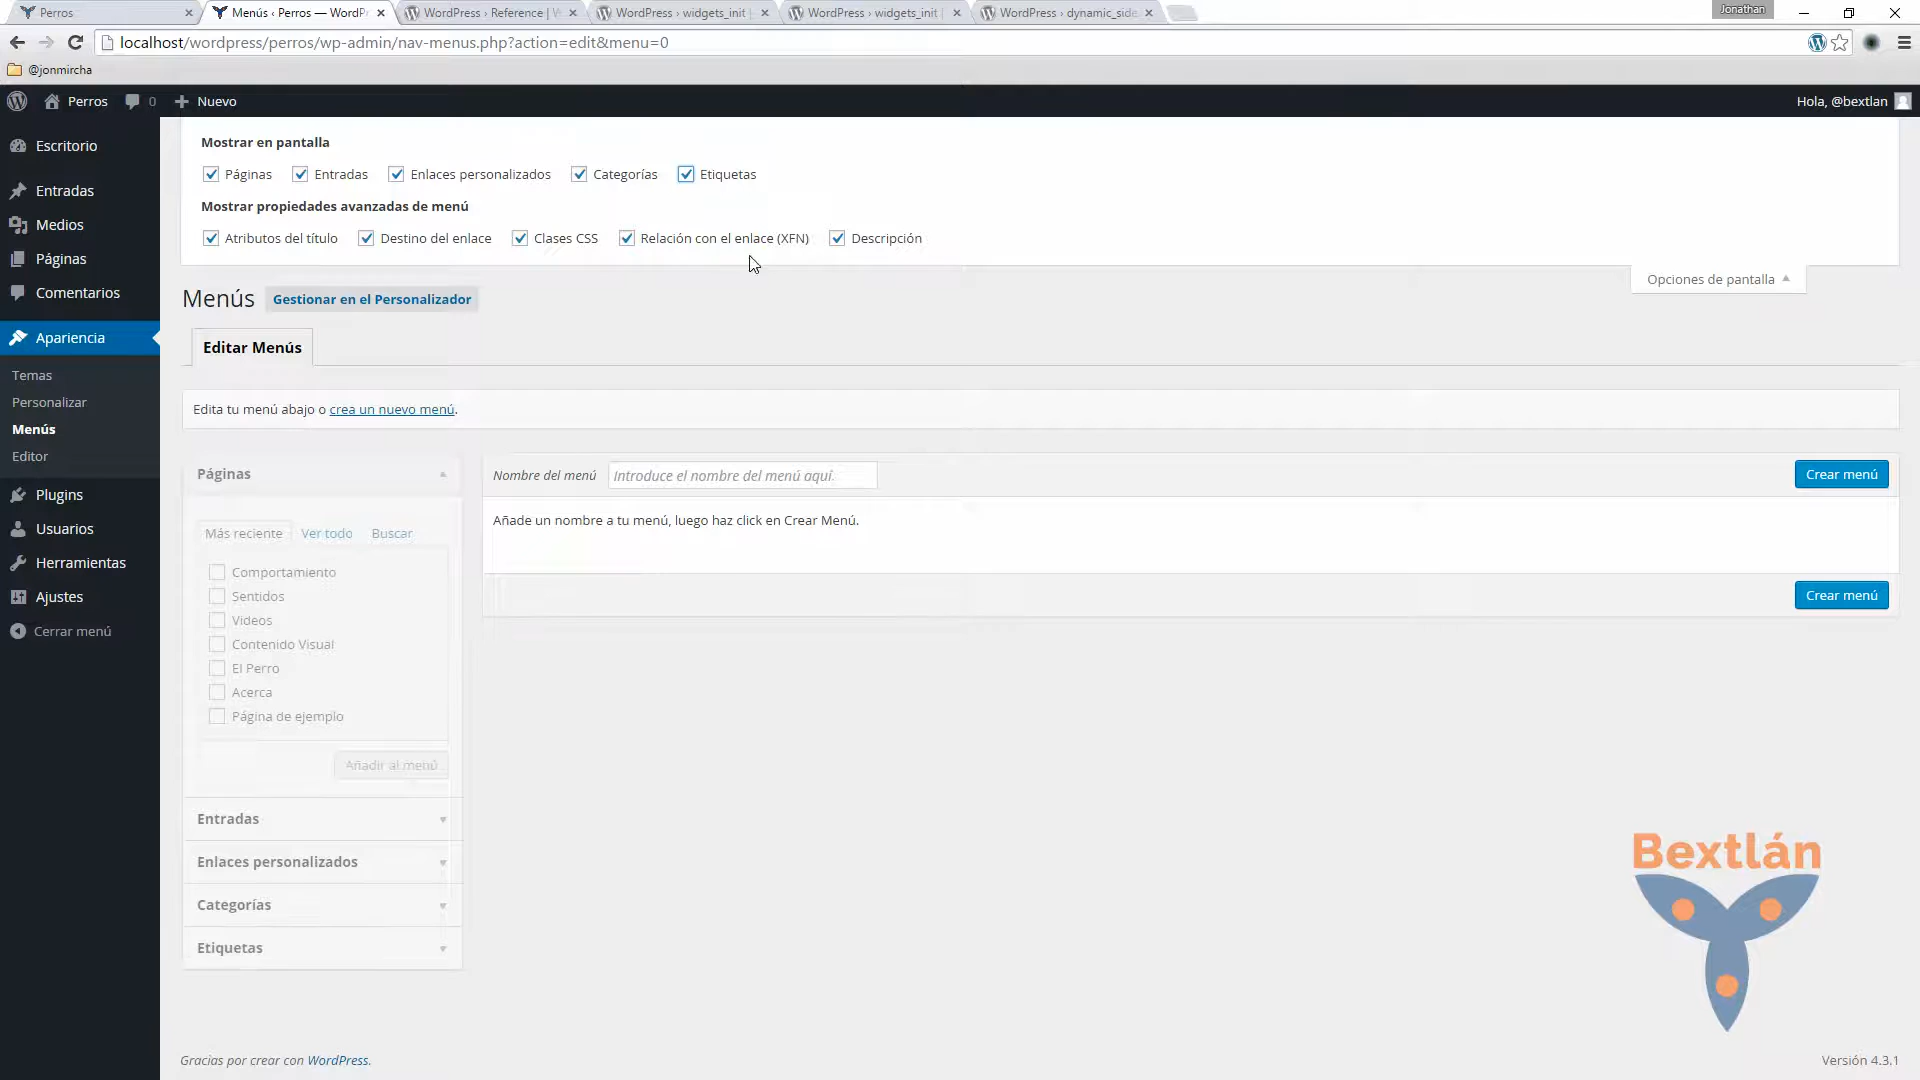 Perros
Menús ‹ Perros — WordPr
WordPress › Reference | W
WordPress › widgets_init |
WordPress › widgets_init |
WordPress › dynamic_side
Jonathan
localhost/wordpress/perros/wp-admin/nav-menus.php?action=edit&menu=0
@jonmircha
Perros
0
Nuevo
Hola, @bextlan
Escritorio
Entradas
Medios
Páginas
Comentarios
Apariencia
Temas
Personalizar
Menús
Editor
Plugins
Usuarios
Herramientas
Ajustes
Cerrar menú
Mostrar en pantalla
Páginas Entradas Enlaces personalizados Categorías Etiquetas
Mostrar propiedades avanzadas de menú
Atributos del título Destino del enlace Clases CSS Relación con el enlace (XFN) Descripción
Opciones de pantalla
Menús Gestionar en el Personalizador
Editar Menús
Edita tu menú abajo o crea un nuevo menú.
Páginas
Más reciente Ver todo Buscar
Comportamiento
Sentidos
Videos
Contenido Visual
El Perro
Acerca
Página de ejemplo
Añadir al menú
Entradas
Enlaces personalizados
Categorías
Etiquetas
Nombre del menú Introduce el nombre del menú aquí. Crear menú
Añade un nombre a tu menú, luego haz click en Crear Menú.
Crear menú
Bextlán
Gracias por crear con WordPress.
Versión 4.3.1